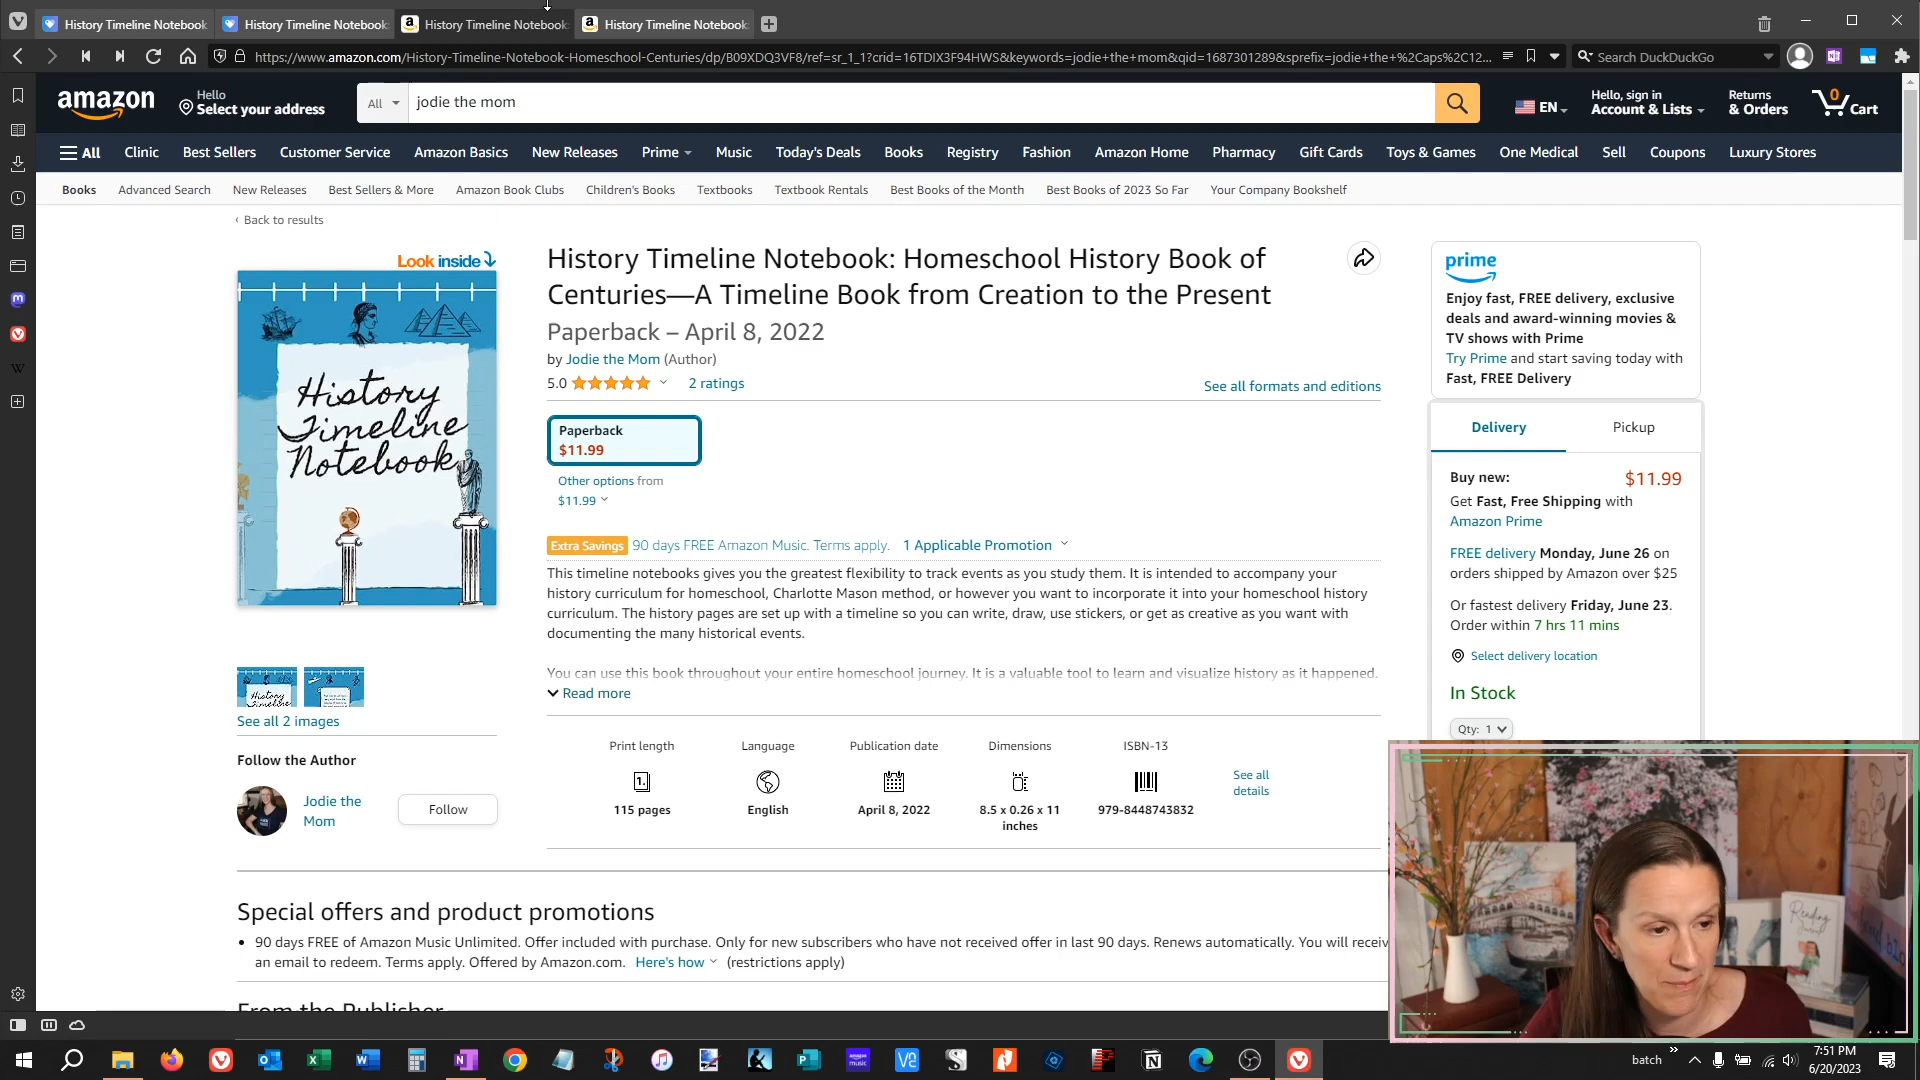 History Timeline Notebook
History Timeline Notebook
History Timeline Notebook
History Timeline Notebook
https://www.amazon.com/History-Timeline-Notebook-Homeschool-Centuries/dp/B09XDQ3VF8/ref=sr_1_1?crid=16TDIX3F94HWS&keywords=jodie+the+mom&qid=1687301289&sprefix=jodie+the+%2Caps%2C12...
Search DuckDuckGo
amazon
Hello
Select your address
All
jodie the mom
EN
Hello, sign in
Account & Lists
Returns
& Orders
0
Cart
All Clinic Best Sellers Customer Service Amazon Basics New Releases Prime Music Today's Deals Books Registry Fashion Amazon Home Pharmacy Gift Cards Toys & Games One Medical Sell Coupons Luxury Stores
Books Advanced Search New Releases Best Sellers & More Amazon Book Clubs Children's Books Textbooks Textbook Rentals Best Books of the Month Best Books of 2023 So Far Your Company Bookshelf
‹ Back to results
Look inside
History
Timeline
Notebook
History
Timeline
See all 2 images
Follow the Author
Jodie the
Mom
Follow
History Timeline Notebook: Homeschool History Book of
Centuries—A Timeline Book from Creation to the Present
Paperback – April 8, 2022
by Jodie the Mom (Author)
5.0
2 ratings
See all formats and editions
Paperback
$11.99
Other options from
$11.99
Extra Savings 90 days FREE Amazon Music. Terms apply. 1 Applicable Promotion
This timeline notebooks gives you the greatest flexibility to track events as you study them. It is intended to accompany your
history curriculum for homeschool, Charlotte Mason method, or however you want to incorporate it into your homeschool history
curriculum. The history pages are set up with a timeline so you can write, draw, use stickers, or get as creative as you want with
documenting the many historical events.
You can use this book throughout your entire homeschool journey. It is a valuable tool to learn and visualize history as it happened.
Read more
Print length
1.
115 pages
Language
English
Publication date
April 8, 2022
Dimensions
8.5 x 0.26 x 11
inches
ISBN-13
979-8448743832
See all
details
prime
Enjoy fast, FREE delivery, exclusive
deals and award-winning movies &
TV shows with Prime
Try Prime and start saving today with
Fast, FREE Delivery
Delivery
Pickup
Buy new:
$11.99
Get Fast, Free Shipping with
Amazon Prime
FREE delivery Monday, June 26 on
orders shipped by Amazon over $25
Or fastest delivery Friday, June 23.
Order within 7 hrs 11 mins
Select delivery location
In Stock
Qty: 1
Special offers and product promotions
• 90 days FREE of Amazon Music Unlimited. Offer included with purchase. Only for new subscribers who have not received offer in last 90 days. Renews automatically. You will receiv
an email to redeem. Terms apply. Offered by Amazon.com. Here's how (restrictions apply)
From the Publisher
Reading
batch
7:51 PM
6/20/2023